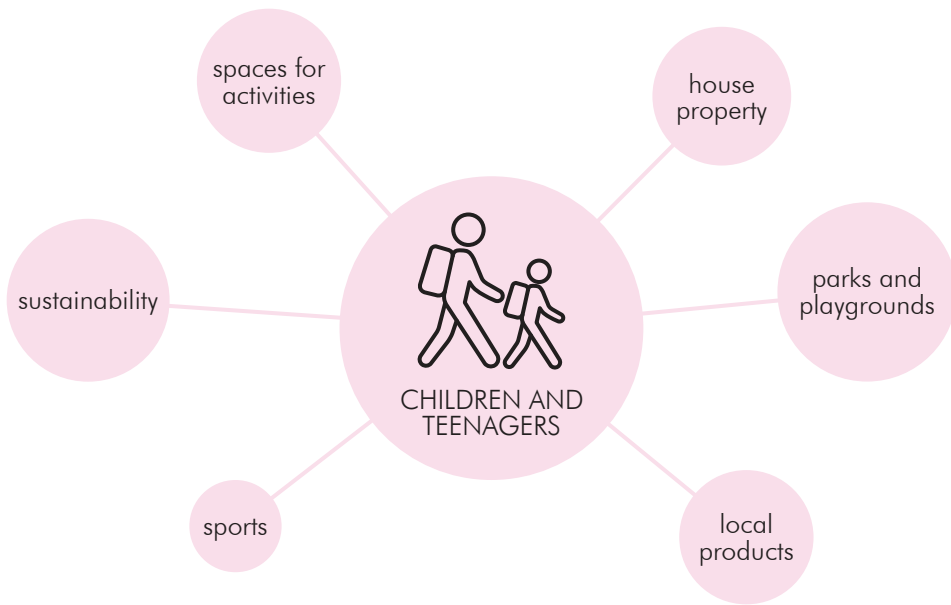 spaces for
activities
house
property
sustainability
parks and
playgrounds
CHILDREN AND
TEENAGERS
sports
local
products